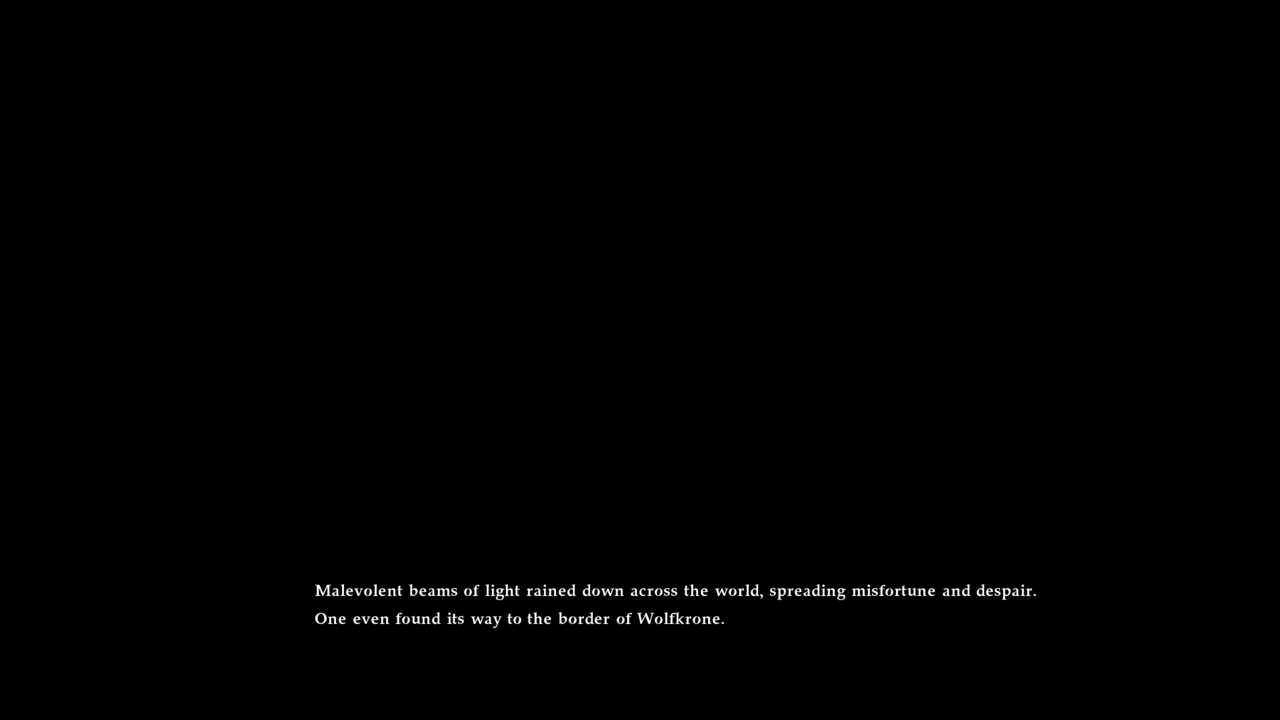 Malevolent beams of light rained down across the world, spreading misfortune and despair.
One even found its way to the border of Wolfkrone.